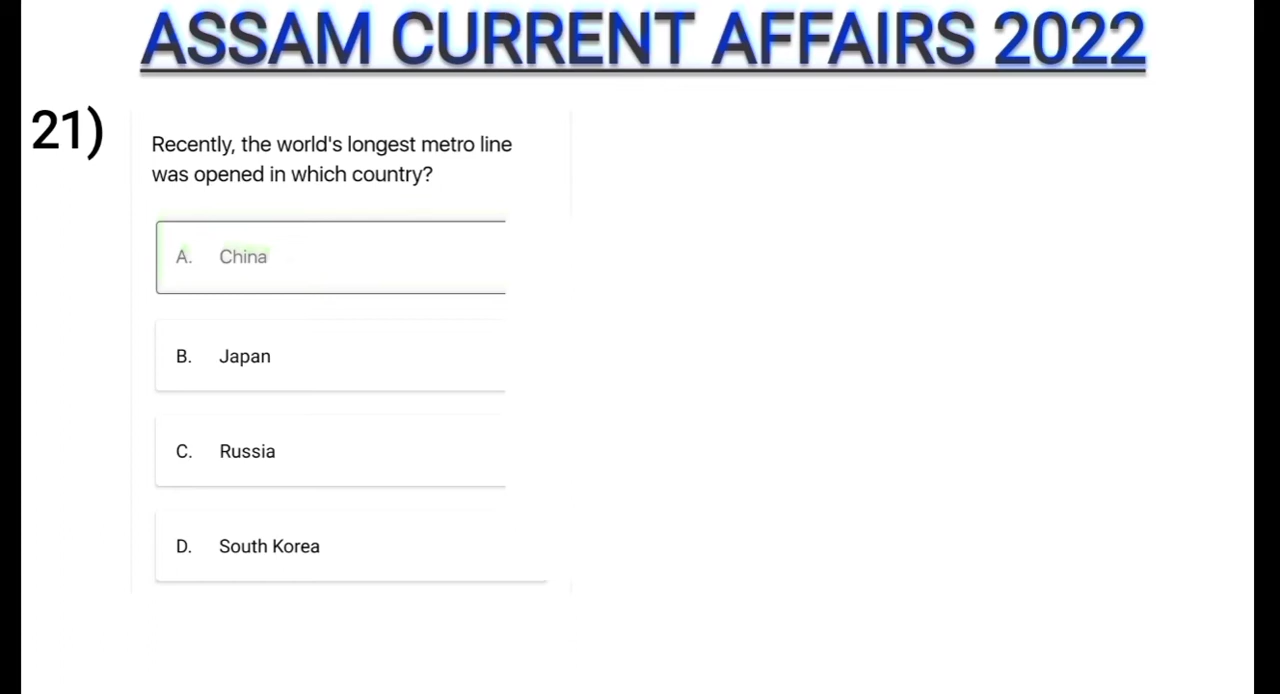 ASSAM CURRENT AFFAIRS 2022
21)
Recently, the world's longest metro line
was opened in which country?
A. China
B. Japan
C. Russia
D. South Korea